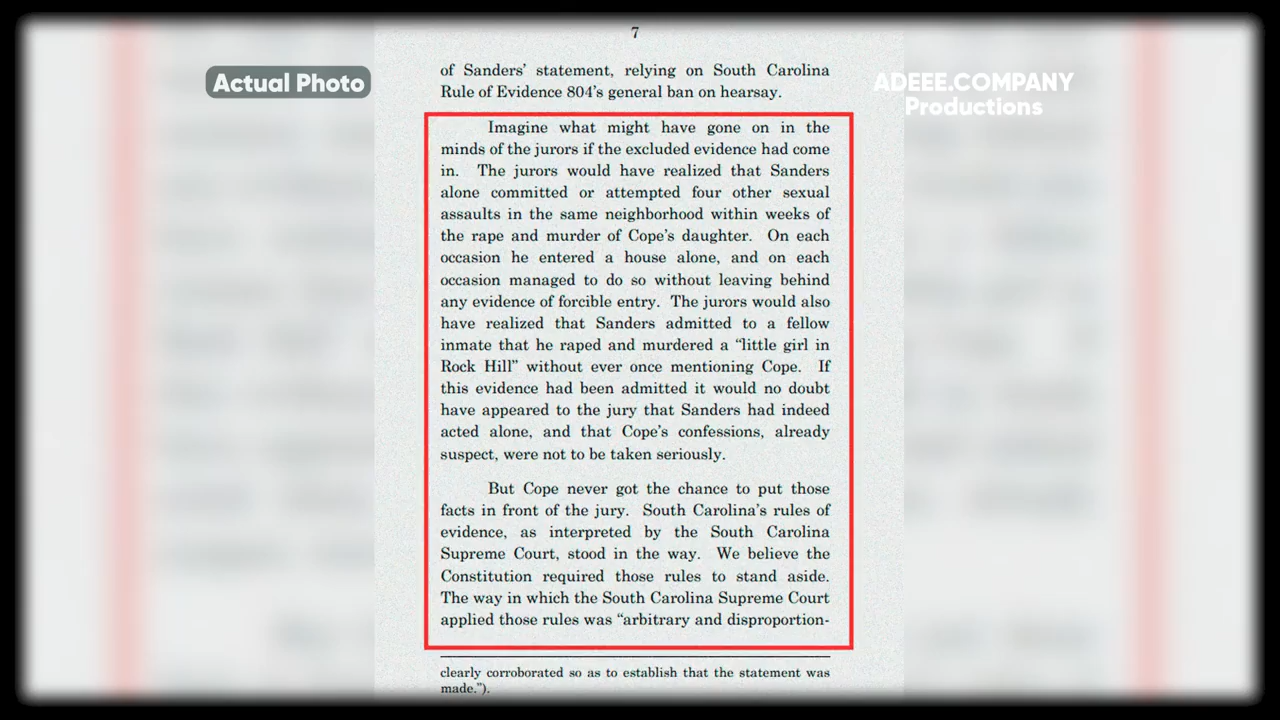 7
Actual Photo
ADEEE.COMPANY
Productions
of Sanders' statement, relying on South Carolina
Rule of Evidence 804's general ban on hearsay.
Imagine what might have gone on in the
minds of the jurors if the excluded evidence had come
in. The jurors would have realized that Sanders
alone committed or attempted four other sexual
assaults in the same neighborhood within weeks of
the rape and murder of Cope's daughter. On each
occasion he entered a house alone, and on each
occasion managed to do so without leaving behind
any evidence of forcible entry. The jurors would also
have realized that Sanders admitted to a fellow
inmate that he raped and murdered a “little girl in
Rock Hill” without ever once mentioning Cope. If
this evidence had been admitted it would no doubt
have appeared to the jury that Sanders had indeed
acted alone, and that Cope's confessions, already
suspect, were not to be taken seriously.
But Cope never got the chance to put those
facts in front of the jury. South Carolina's rules of
evidence, as interpreted by the South Carolina
Supreme Court, stood in the way. We believe the
Constitution required those rules to stand aside.
The way in which the South Carolina Supreme Court
applied those rules was “arbitrary and disproportion-
clearly corroborated so as to establish that the statement was
made.”).